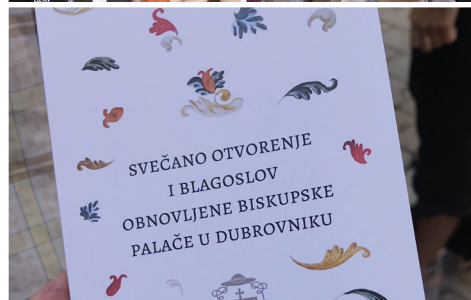 SVEČANO OTVORENJE
I BLAGOSLOV
OBNOVLJENE BISKUPSKE
PALAČE U DUBROVNIKU